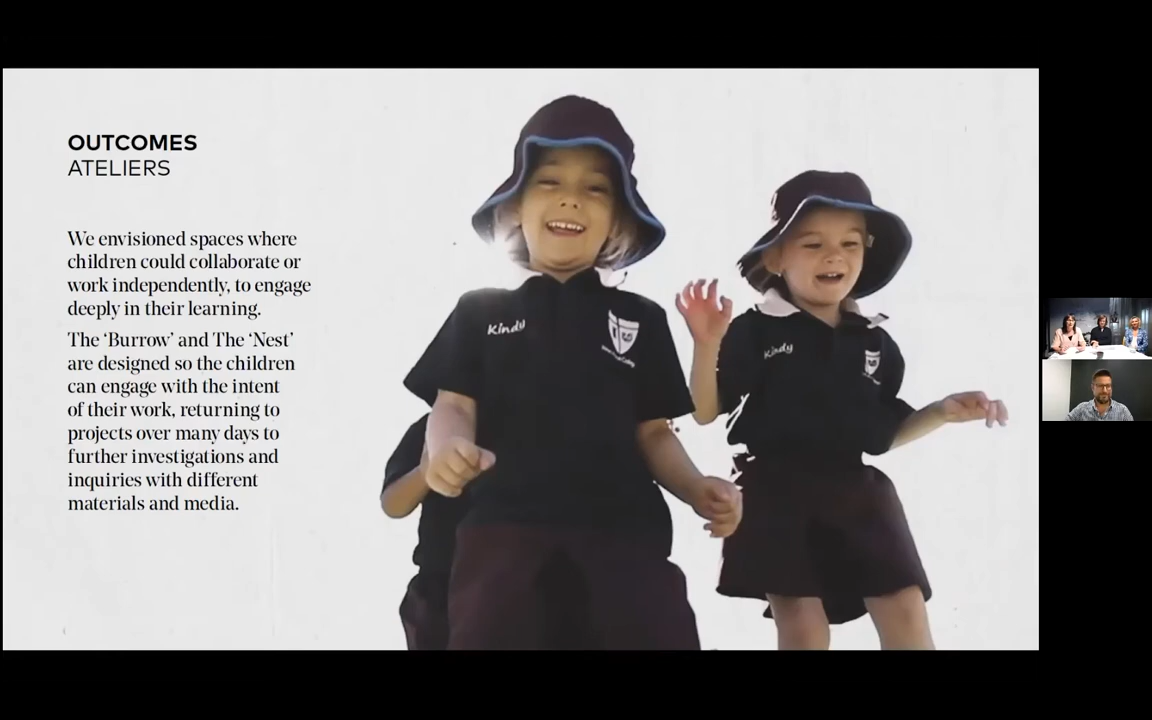 OUTCOMES
ATELIERS
We envisioned spaces where
children could collaborate or
work independently, to engage
deeply in their learning.
The ‘Burrow’ and The ‘Nest’
are designed so the children
can engage with the intent
of their work, returning to
projects over many days to
further investigations and
inquiries with different
materials and media.
Kindy
Kindy